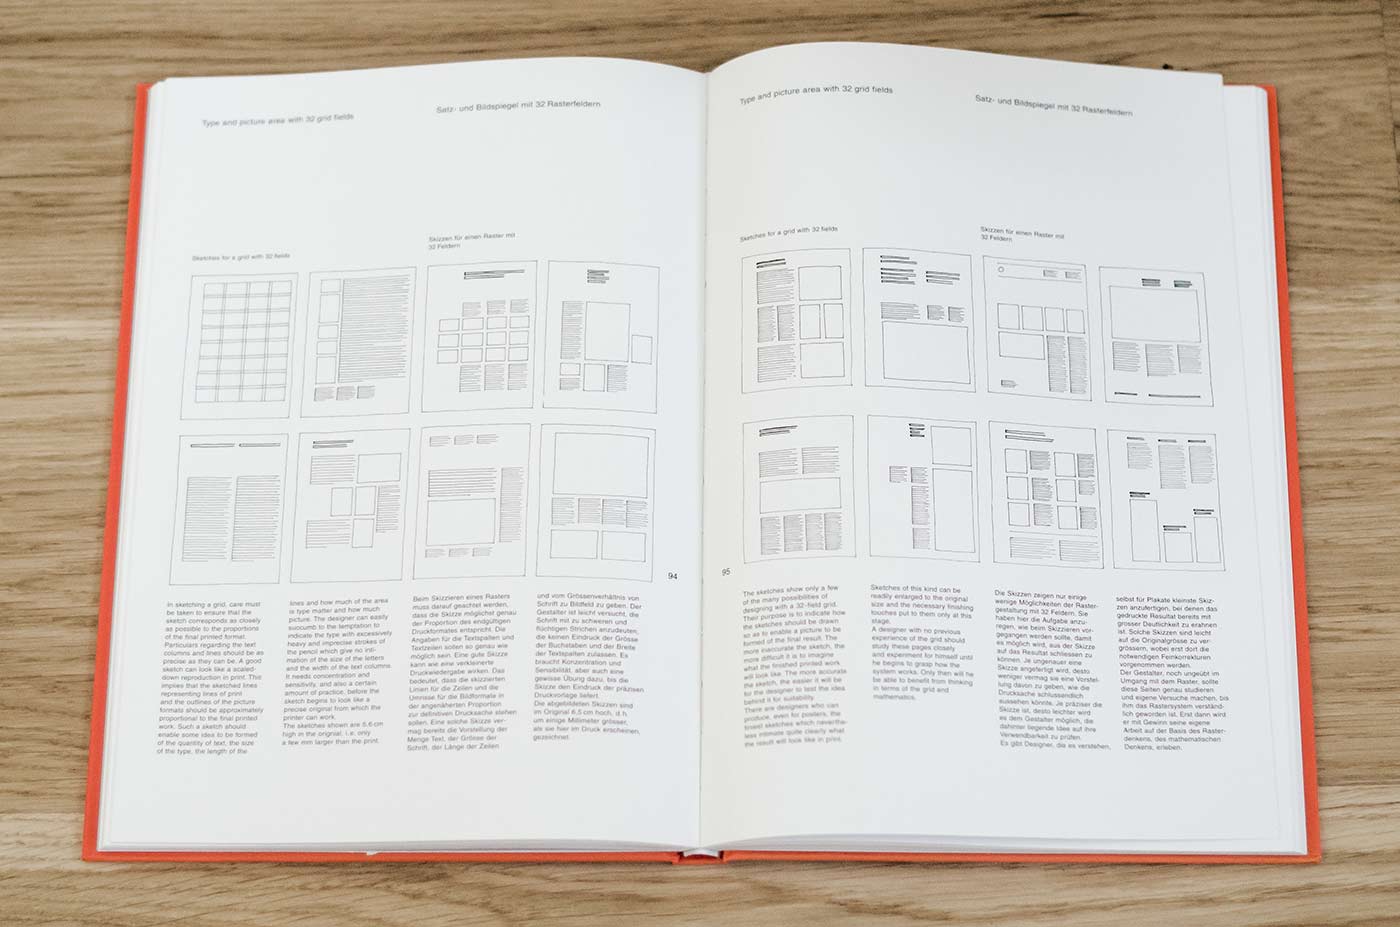 Type and picture area with 32 grid fields
Satz- und Bildspiegel mit 32 Rasterfeldern
Sketches for a grid with 32 fields
Skizzen für einen Raster mit
32 Feldern
94
In sketching a grid, care must
be taken to ensure that the
sketch corresponds as closely
as possible to the proportions
of the final printed format.
Particulars regarding the text
columns and lines should be as
precise as they can be. A good
sketch can look like a scaled-
down reproduction in print. This
implies that the sketched lines
representing lines of print
and the outlines of the picture
formats should be approximately
proportional to the final printed
work. Such a sketch should
enable some idea to be formed
of the quantity of text, the size
of the type, the length of the
lines and how much of the area
is type matter and how much
picture. The designer can easily
succumb to the temptation to
indicate the type with excessively
heavy and imprecise strokes of
the pencil which give no inti-
mation of the size of the letters
and the width of the text columns.
It needs concentration and
sensitivity, and also a certain
amount of practice, before the
sketch begins to look like a
precise original from which the
printer can work.
The sketches shown are 5.6 cm
high in the original, i.e. only
a few mm larger than the print.
Beim Skizzieren eines Rasters
muss darauf geachtet werden,
dass die Skizze möglichst genau
der Proportion des endgültigen
Druckformates entspricht. Die
Angaben für die Textspalten und
Textzeilen sollen so genau wie
möglich sein. Eine gute Skizze
kann wie eine verkleinerte
Druckwiedergabe wirken. Das
bedeutet, dass die skizzierten
Linien für die Zeilen und die
Umrisse für die Bildformate in
der angenäherten Proportion
zur definitiven Drucksache stehen
sollen. Eine solche Skizze ver-
mag bereits die Vorstellung der
Menge Text, der Grösse der
Schrift, der Länge der Zeilen
und vom Grössenverhältnis von
Schrift zu Bildfeld zu geben. Der
Gestalter ist leicht versucht, die
Schrift mit zu schweren und
flüchtigen Strichen anzudeuten,
die keinen Eindruck der Grösse
der Buchstaben und der Breite
der Textspalten zulassen. Es
braucht Konzentration und
Sensibilität, aber auch eine
gewisse Übung dazu, bis die
Skizze den Eindruck der präzisen
Druckvorlage liefert.
Die abgebildeten Skizzen sind
im Original 6,5 cm hoch, d. h.
um einige Millimeter grösser,
als sie hier im Druck erscheinen,
gezeichnet.
Type and picture area with 32 grid fields
Satz- und Bildspiegel mit 32 Rasterfeldern
Sketches for a grid with 32 fields
Skizzen für einen Raster mit
32 Feldern
95
The sketches show only a few
of the many possibilities of
designing with a 32-field grid.
Their purpose is to indicate how
the sketches should be drawn
so as to enable a picture to be
formed of the final result. The
more inaccurate the sketch, the
more difficult it is to imagine
what the finished printed work
will look like. The more accurate
the sketch, the easier it will be
for the designer to test the idea
behind it for suitability.
There are designers who can
produce, even for posters, the
finest sketches which neverthe-
less intimate quite clearly what
the result will look like in print.
Sketches of this kind can be
readily enlarged to the original
size and the necessary finishing
touches put to them only at this
stage.
A designer with no previous
experience of the grid should
study these pages closely
and experiment for himself until
he begins to grasp how the
system works. Only then will he
be able to benefit from thinking
in terms of the grid and
mathematics.
Die Skizzen zeigen nur einige
wenige Möglichkeiten der Raster-
gestaltung mit 32 Feldern. Sie
haben hier die Aufgabe anzu-
regen, wie beim Skizzieren vor-
gegangen werden sollte, damit
es möglich wird, aus der Skizze
auf das Resultat schliessen zu
können. Je ungenauer eine
Skizze angefertigt wird, desto
weniger vermag sie eine Vorstel-
lung davon zu geben, wie die
Drucksache schlussendlich
aussehen könnte. Je präziser die
Skizze ist, desto leichter wird
es dem Gestalter möglich, die
dahinter liegende Idee auf ihre
Verwendbarkeit zu prüfen.
Es gibt Designer, die es verstehen,
selbst für Plakate kleinste Skiz-
zen anzufertigen, bei denen das
gedruckte Resultat bereits mit
grosser Deutlichkeit zu erahnen
ist. Solche Skizzen sind leicht
auf die Originalgrösse zu ver-
grössern, wobei erst dort die
notwendigen Feinkorrekturen
vorgenommen werden.
Der Gestalter, noch ungeübt im
Umgang mit dem Raster, sollte
diese Seiten genau studieren
und eigene Versuche machen, bis
ihm das Rastersystem verständ-
lich geworden ist. Erst dann wird
er mit Gewinn seine eigene
Arbeit auf der Basis des Raster-
denkens, des mathematischen
Denkens, erleben.